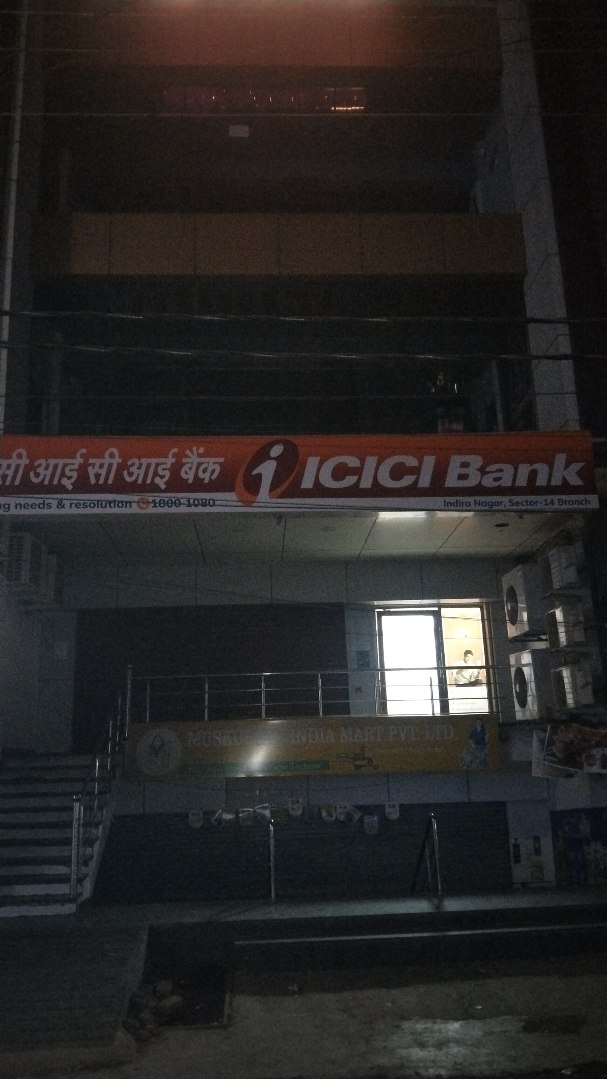 सी आई सी आई बैंक
ICICI Bank
needs & resolution 1800 1080
Indira Nagar, Sector-14 Branch
INDIA MART PVT. LTD.